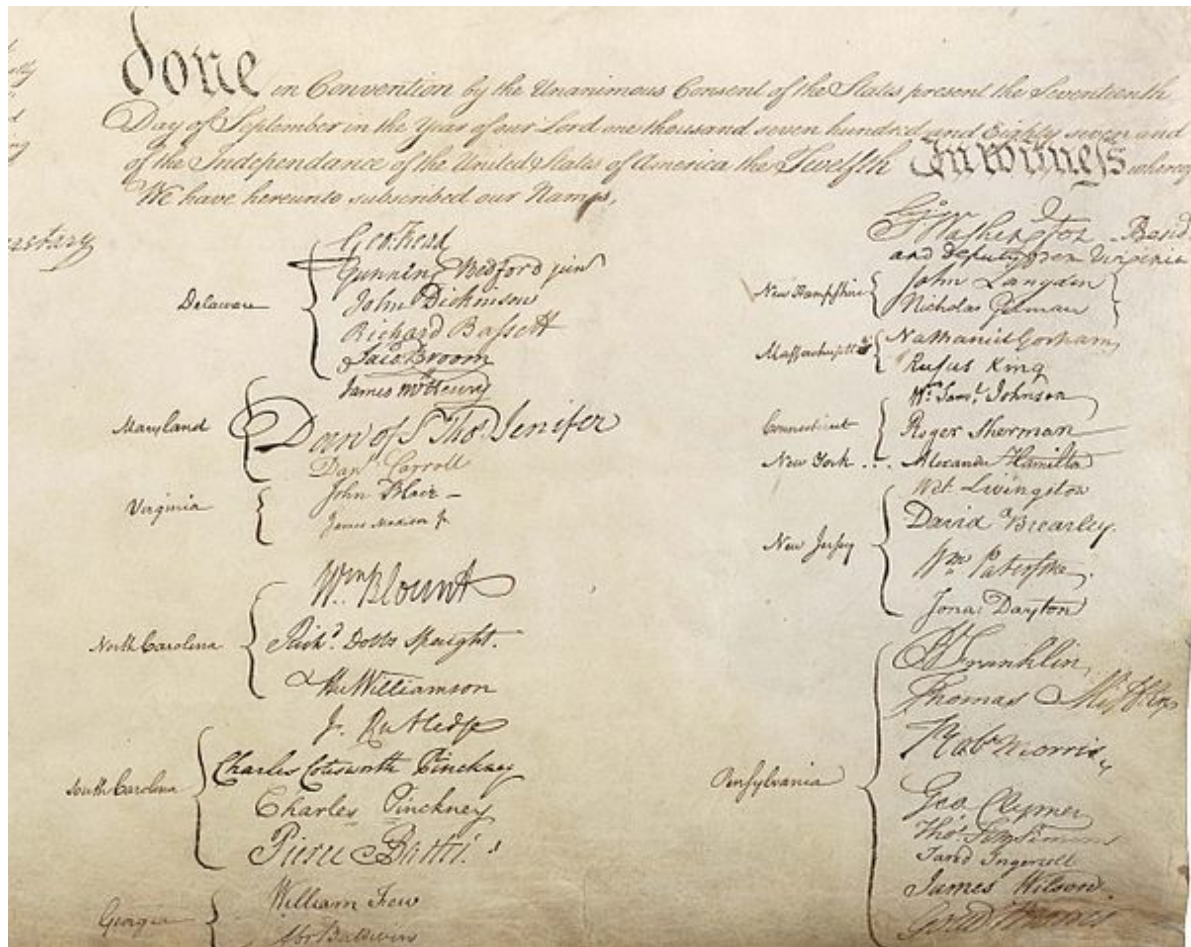 done in Convention by the Unanimous Consent of the States present the Seventeenth
Day of September in the Year of our Lord one thousand seven hundred and Eighty seven and
of the Independance of the United States of America the Twelfth In witness whereof
We have hereunto subscribed our Names,
Delaware
Geo: Read
Gunning Bedford jun
John Dickinson
Richard Bassett
Jaco: Broom
Maryland
James McHenry
Dan of St Thos. Jenifer
Danl Carroll
Virginia
John Blair –
James Madison Jr.
North Carolina
Wm. Blount
Richd. Dobbs Spaight.
Hu Williamson
South Carolina
J. Rutledge
Charles Cotesworth Pinckney
Charles Pinckney
Pierce Butler.
Georgia
William Few
Abr Baldwin
Go. Washington Presidt
and deputy from Virginia
New Hampshire
John Langdon
Nicholas Gilman
Massachusetts
Nathaniel Gorham
Rufus King
Connecticut
Wm. Saml. Johnson
Roger Sherman
New York . . . Alexander Hamilton
New Jersey
Wil: Livingston
David Brearley.
Wm. Paterson.
Jona: Dayton
Pensylvania
B Franklin
Thomas Mifflin
Robt Morris
Geo. Clymer
Thos. FitzSimons
Jared Ingersoll
James Wilson.
Gouv Morris